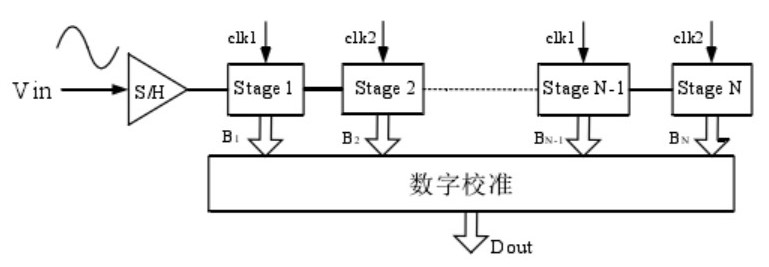 clk1 clk2 clk1 clk2
Vin S/H Stage 1 Stage 2 Stage N-1 Stage N
B1 B2 BN-1 BN
数字校准
Dout